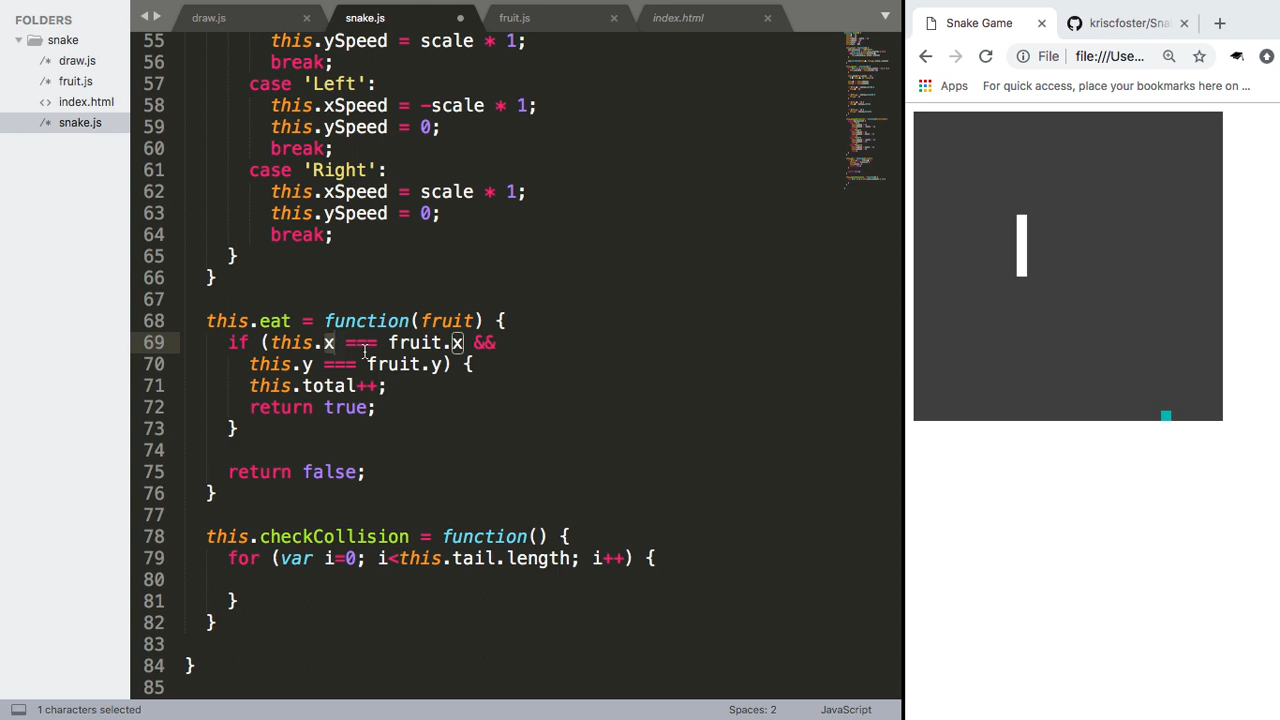 FOLDERS
snake
draw.js
fruit.js
index.html
snake.js
draw.js
snake.js
fruit.js
index.html
55 this.ySpeed = scale * 1;
56 break;
57 case 'Left':
58 this.xSpeed = -scale * 1;
59 this.ySpeed = 0;
60 break;
61 case 'Right':
62 this.xSpeed = scale * 1;
63 this.ySpeed = 0;
64 break;
65 }
66 }
67
68 this.eat = function(fruit) {
69 if (this.x === fruit.x &&
70 this.y === fruit.y) {
71 this.total++;
72 return true;
73 }
74
75 return false;
76 }
77
78 this.checkCollision = function() {
79 for (var i=0; i<this.tail.length; i++) {
80
81 }
82 }
83
84 }
85
1 characters selected
Spaces: 2
JavaScript
Snake Game
kriscfoster/Sna
File
file:///Use...
Apps
For quick access, place your bookmarks here on ...